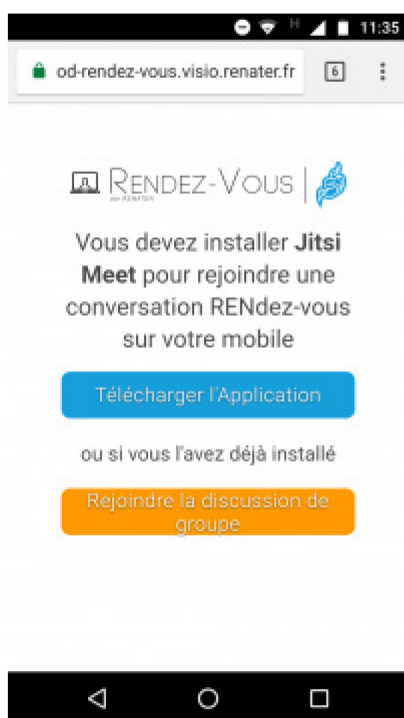 H 11:35
od-rendez-vous.visio.renater.fr 6
RENDEZ-VOUS
par RENATER
Vous devez installer Jitsi
Meet pour rejoindre une
conversation RENdez-vous
sur votre mobile
Télécharger l'Application
ou si vous l'avez déjà installé
Rejoindre la discussion de
groupe